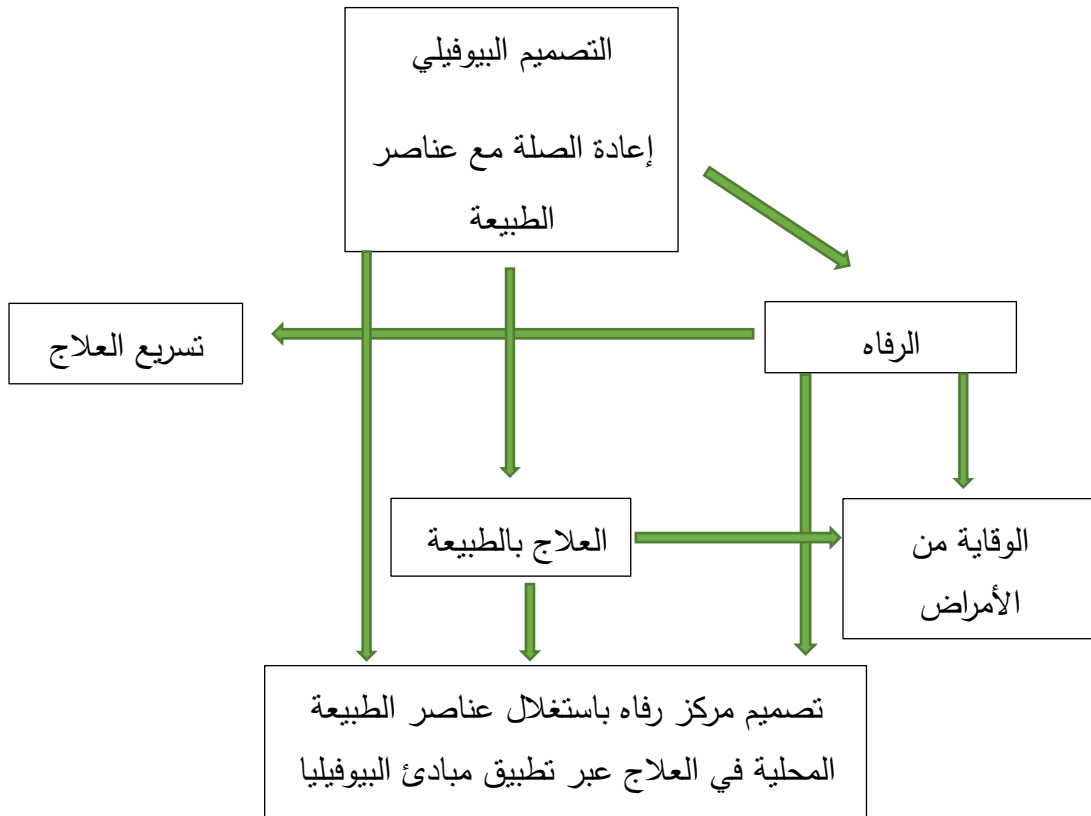 التصميم البيوفيلي
إعادة الصلة مع عناصر
الطبيعة
الرفاه
تسريع العلاج
العلاج بالطبيعة
الوقاية من
الأمراض
تصميم مركز رفاه باستغلال عناصر الطبيعة
المحلية في العلاج عبر تطبيق مبادئ البيوفيليا